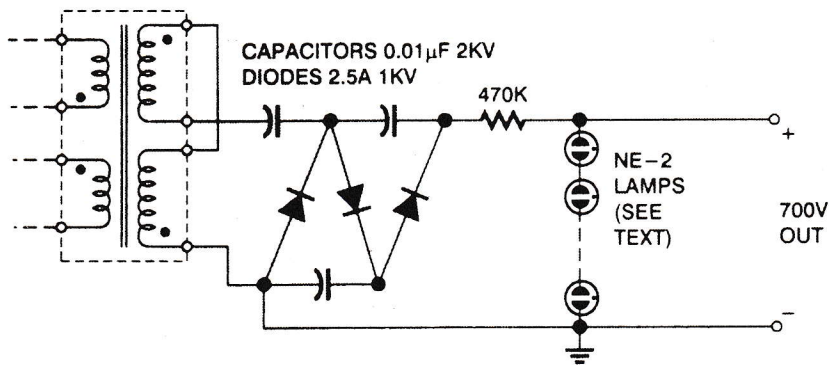 CAPACITORS 0.01μF 2KV
DIODES 2.5A 1KV
470K
NE-2
LAMPS
(SEE
TEXT)
+
700V
OUT
−